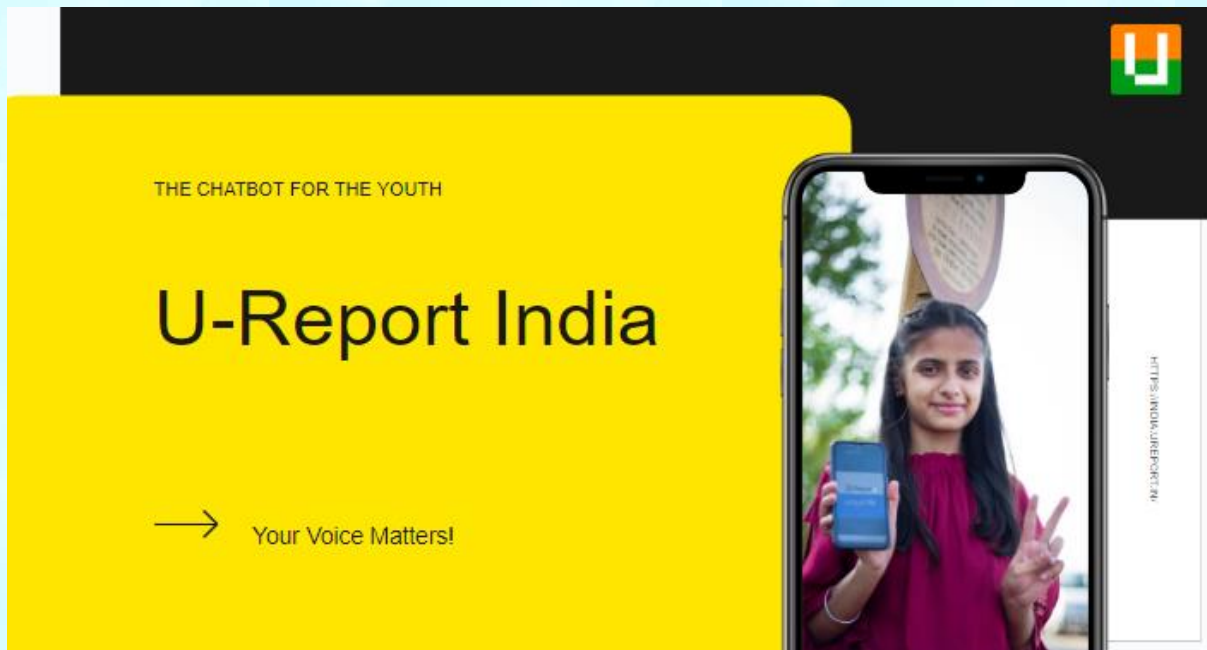 U
THE CHATBOT FOR THE YOUTH
U-Report India
Your Voice Matters!
HTTPS://INDIA.UREPORT.IN/